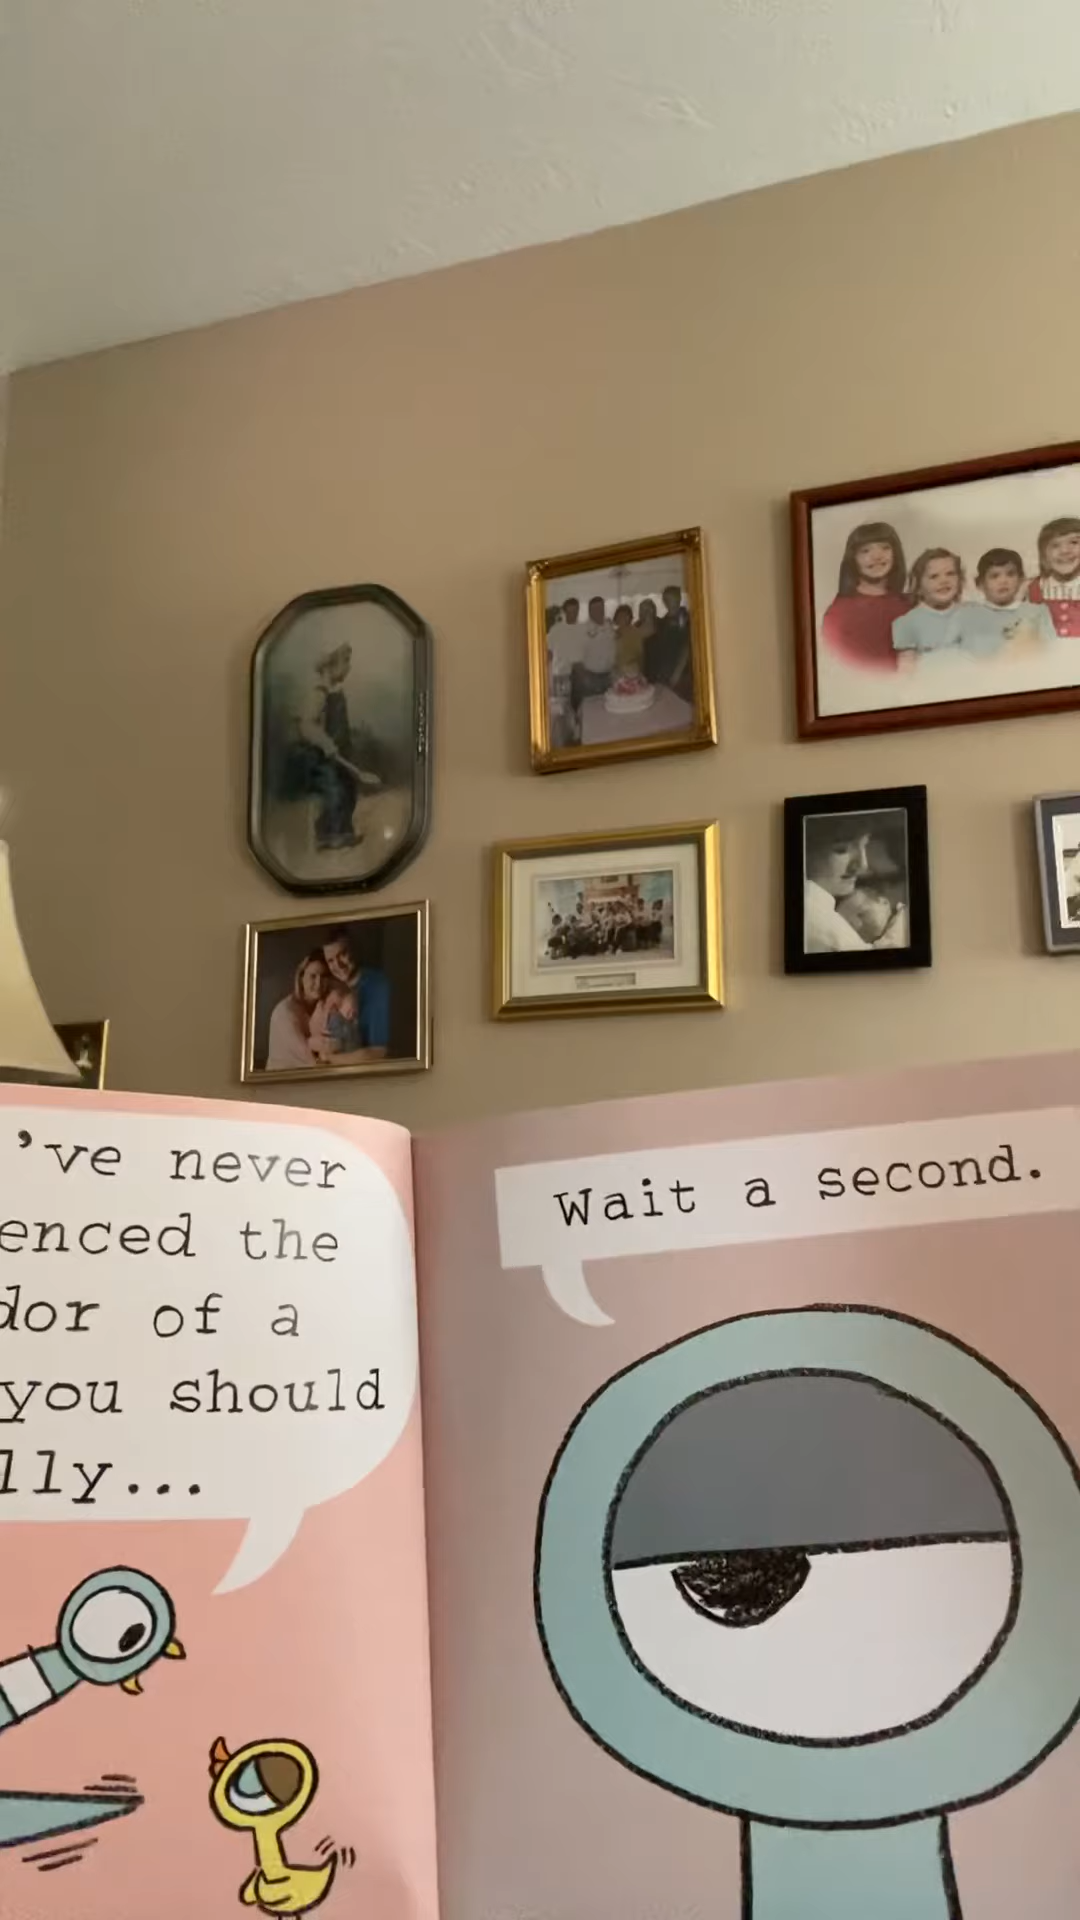 ’ve never
enced the
dor of a
you should
lly...
Wait a second.